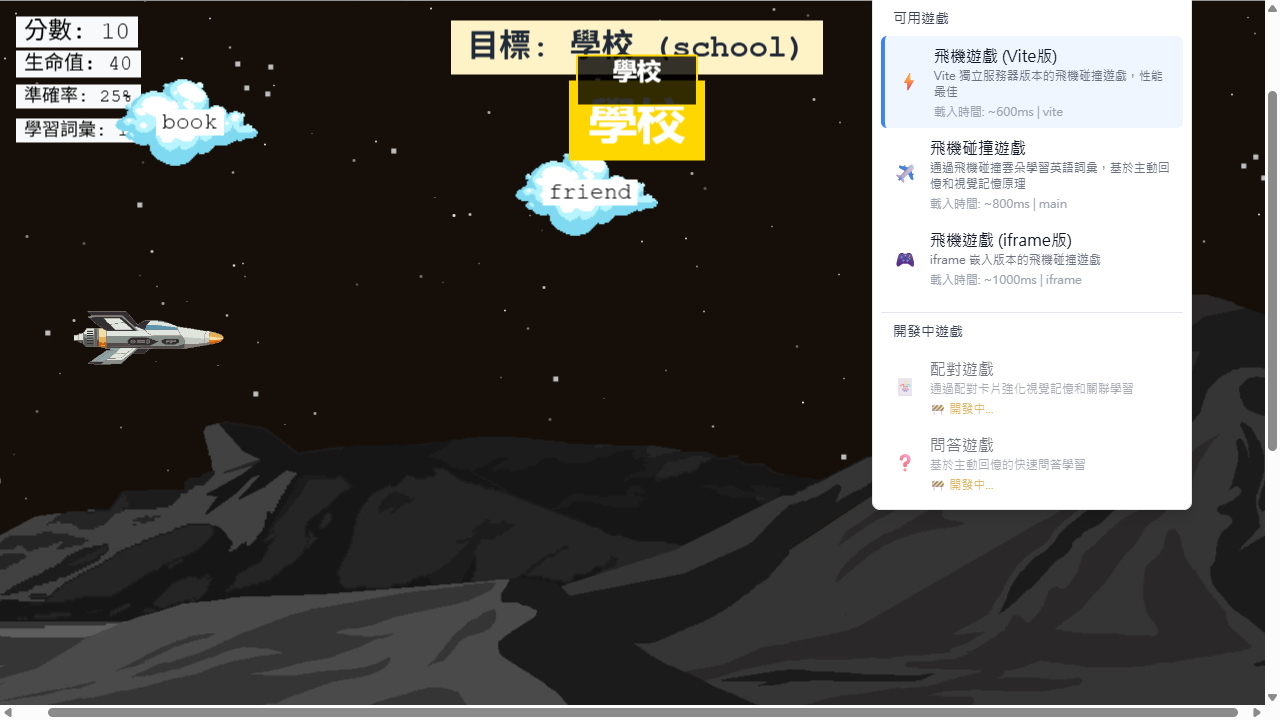 分數: 10
生命值: 40
準確率: 25%
學習詞彙:
book
目標: 學校 (school)
學校
學校
friend
可用遊戲
飛機遊戲 (Vite版)
Vite 獨立服務器版本的飛機碰撞遊戲，性能
最佳
載入時間: ~600ms | vite
飛機碰撞遊戲
通過飛機碰撞雲朵學習英語詞彙，基於主動回
憶和視覺記憶原理
載入時間: ~800ms | main
飛機遊戲 (iframe版)
iframe 嵌入版本的飛機碰撞遊戲
載入時間: ~1000ms | iframe
開發中遊戲
配對遊戲
通過配對卡片強化視覺記憶和關聯學習
開發中...
問答遊戲
基於主動回憶的快速問答學習
開發中...